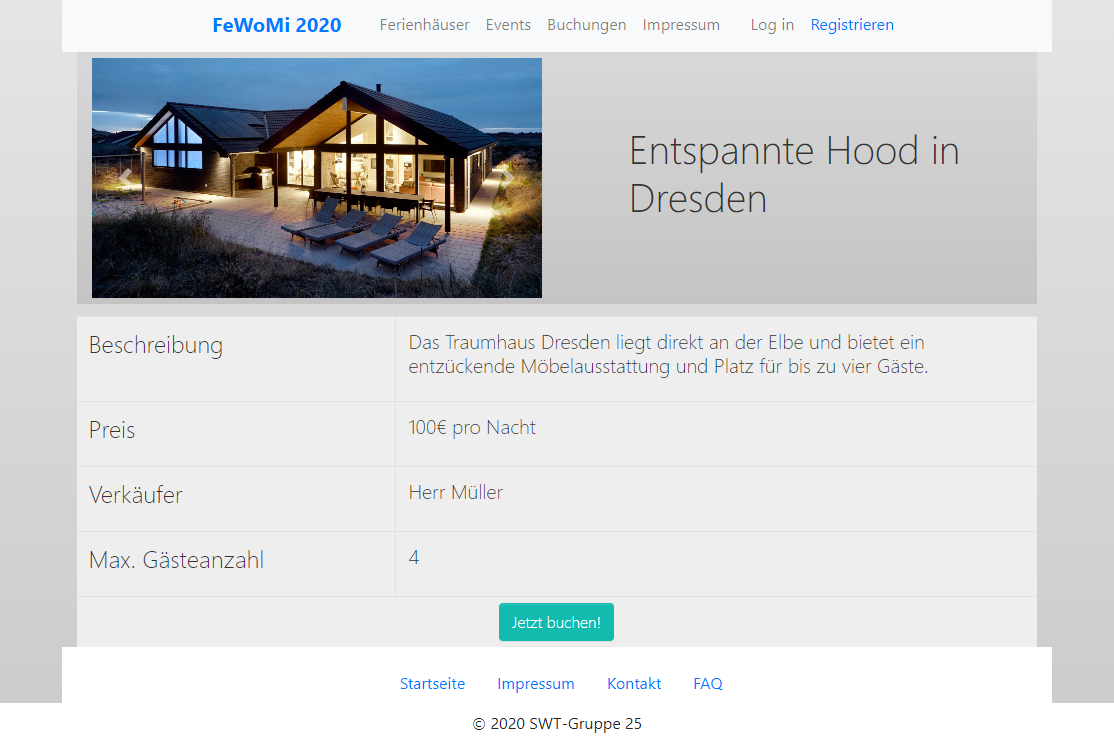 FeWoMi 2020 Ferienhäuser Events Buchungen Impressum Log in Registrieren
Entspannte Hood in
Dresden
Beschreibung
Das Traumhaus Dresden liegt direkt an der Elbe und bietet ein
entzückende Möbelausstattung und Platz für bis zu vier Gäste.
Preis
100€ pro Nacht
Verkäufer
Herr Müller
Max. Gästeanzahl
4
Jetzt buchen!
Startseite Impressum Kontakt FAQ
© 2020 SWT-Gruppe 25